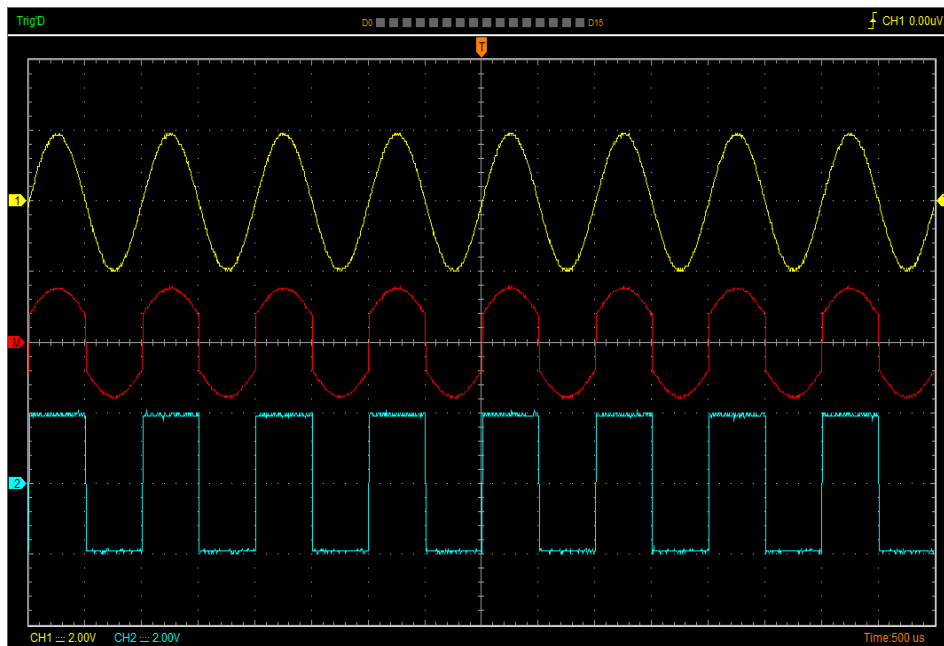 Trig'D D0 D15 CH1 0.00uV
T
1
M
2
CH1 2.00V CH2 2.00V Time:500 us